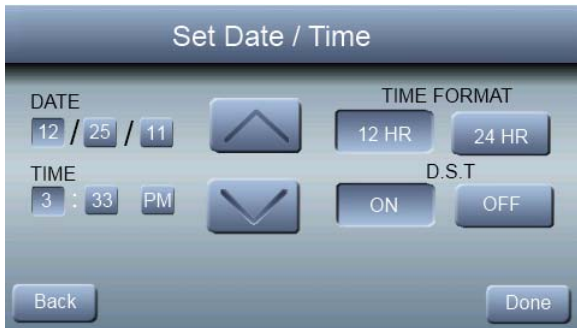 Set Date / Time
DATE
12 / 25 / 11
TIME
3 : 33 PM
TIME FORMAT
12 HR 24 HR
D.S.T
ON OFF
Back
Done